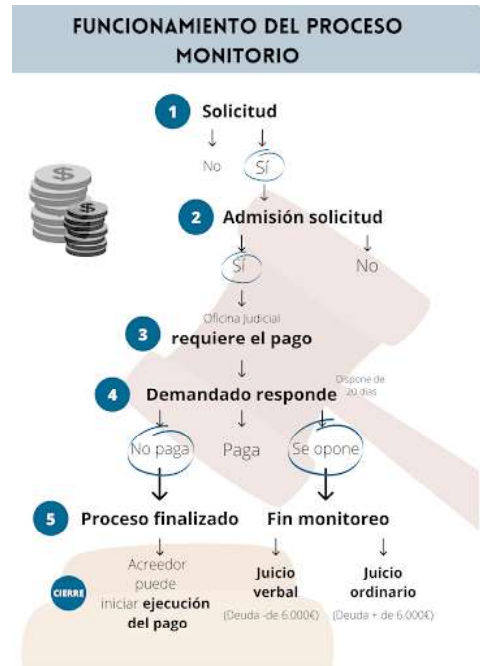 FUNCIONAMIENTO DEL PROCESO
MONITORIO
1 Solicitud
No Sí
2 Admisión solicitud
Sí No
Oficina Judicial
3 requiere el pago
4 Demandado responde
Dispone de
20 días
No paga Paga Se opone
5 Proceso finalizado Fin monitoreo
CIERRE
Acreedor
puede
iniciar ejecución
del pago
Juicio
verbal
(Deuda -de 6.000€)
Juicio
ordinario
(Deuda + de 6.000€)
$
$